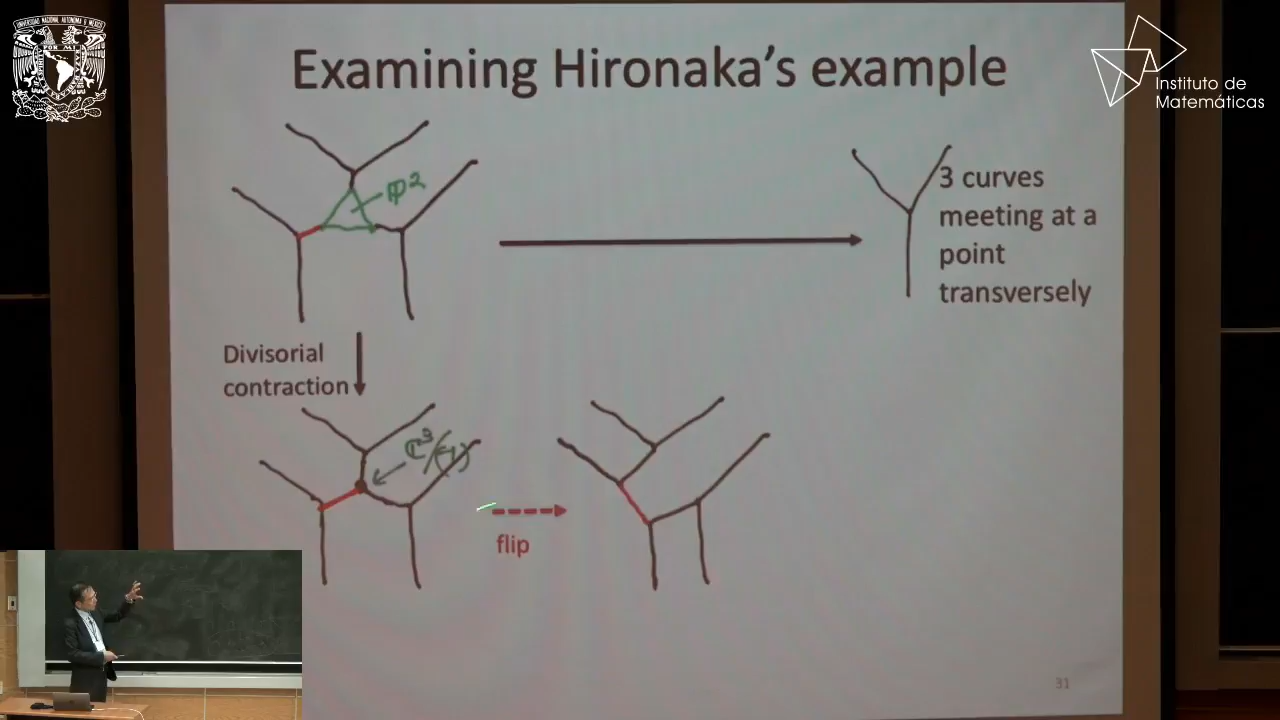 Examining Hironaka's example
Instituto de
Matemáticas
ℙ²
3 curves
meeting at a
point
transversely
Divisorial
contraction
ℂ³/(-1)
flip
31